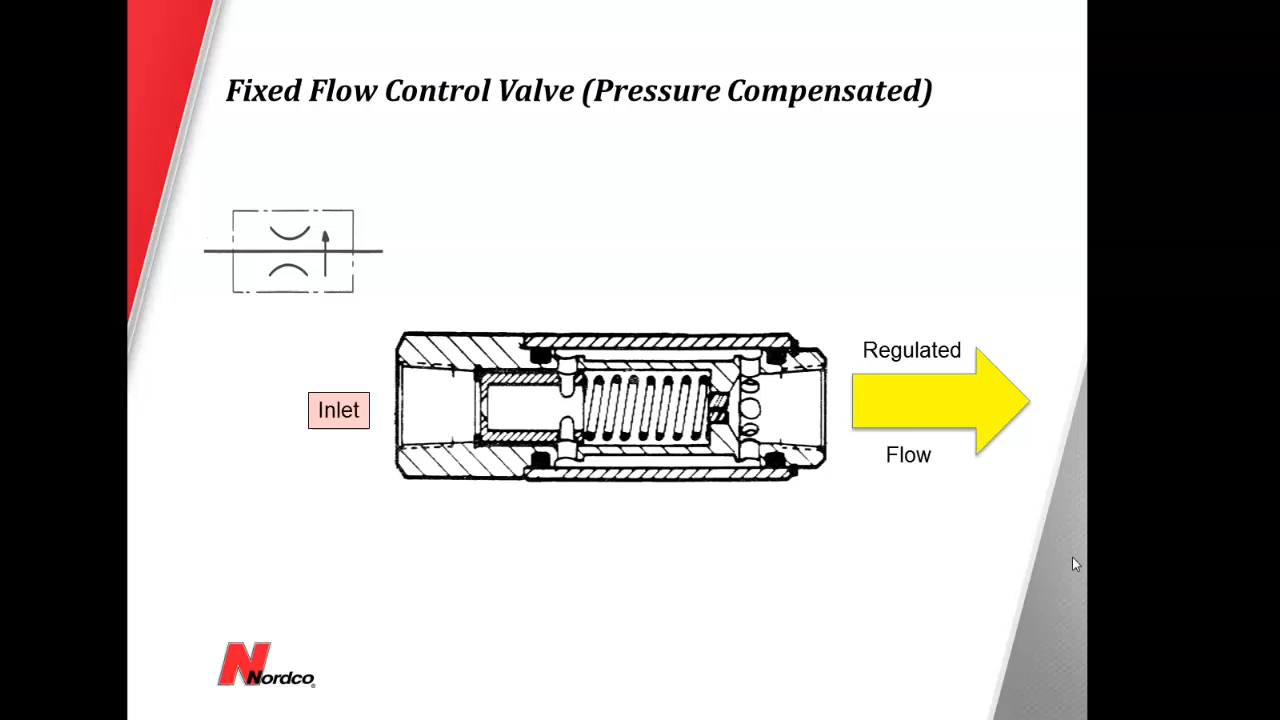 Fixed Flow Control Valve (Pressure Compensated)
Regulated
Inlet
Flow
Nordco®